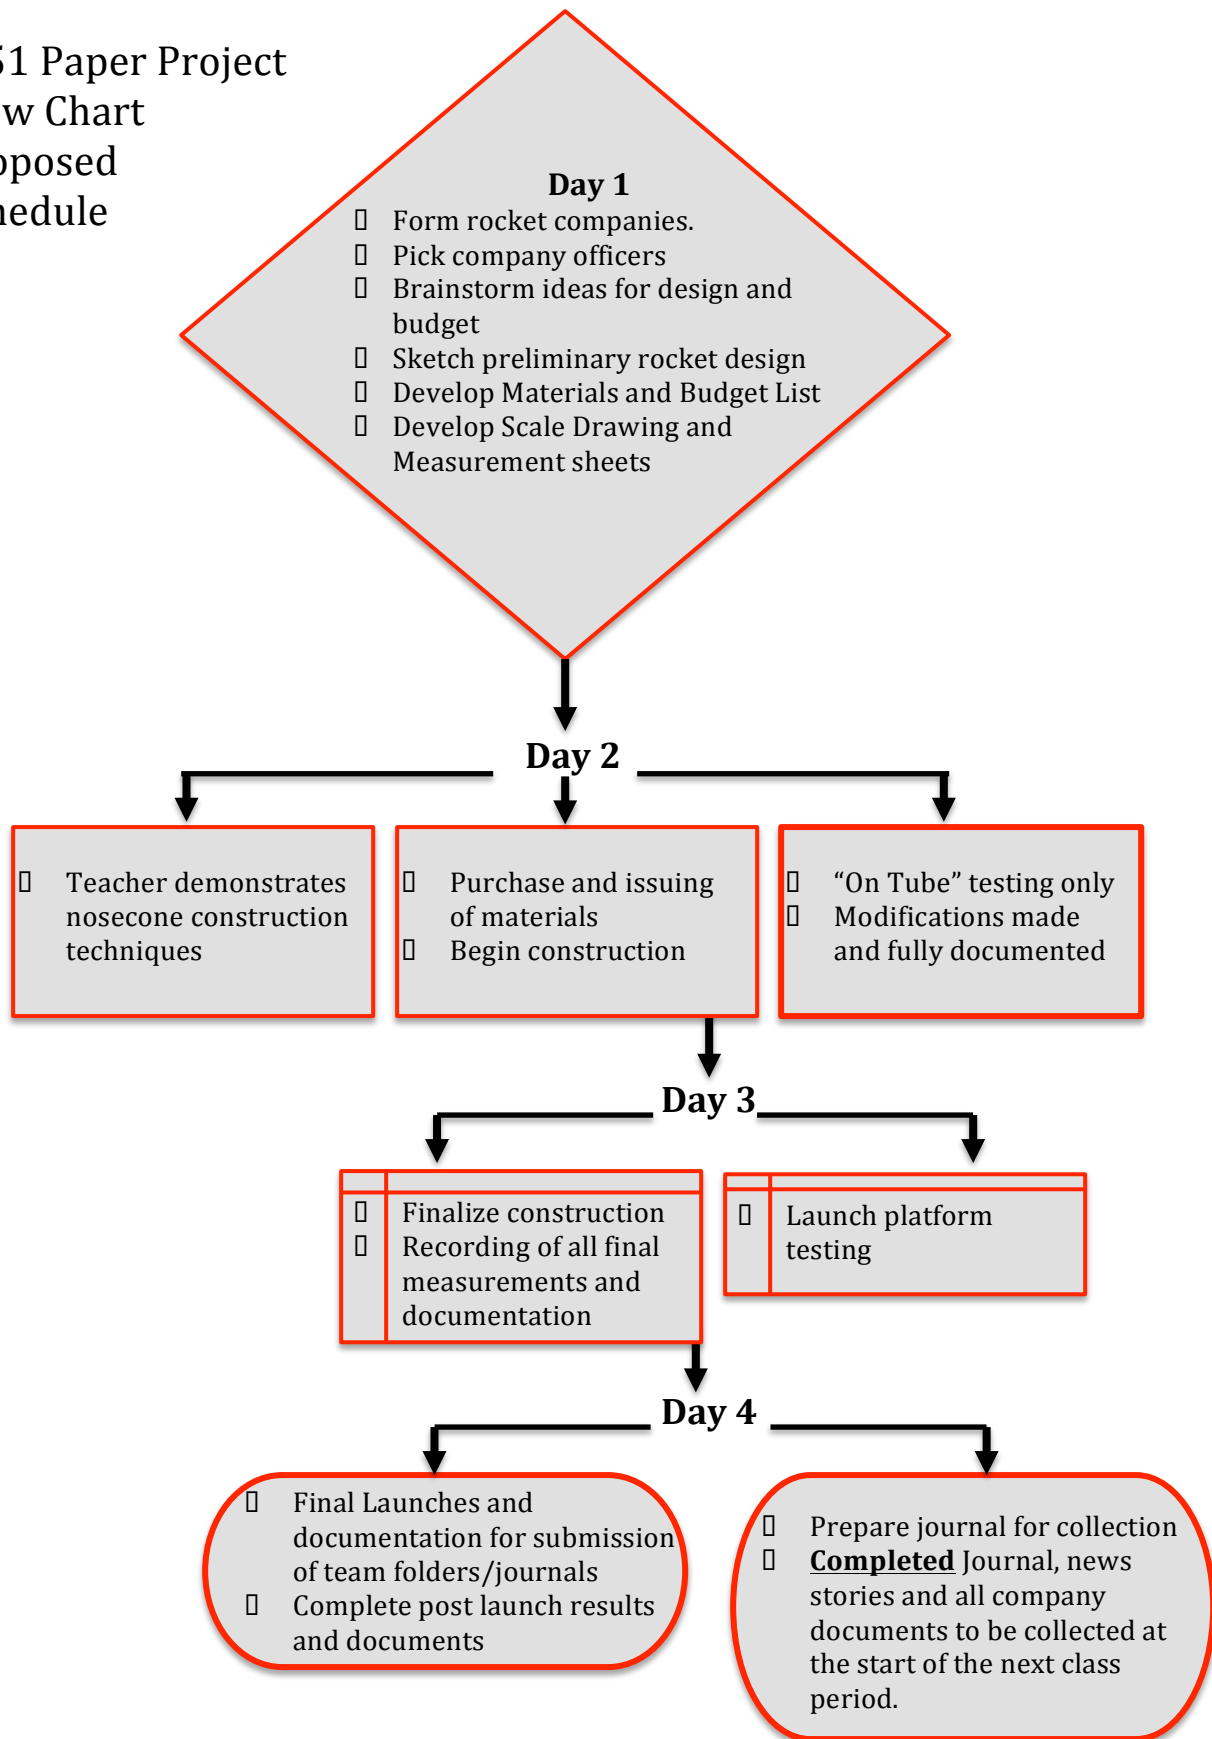 51 Paper Project
w Chart
posed
edule
Day 1
Form rocket companies.
Pick company officers
Brainstorm ideas for design and
budget
Sketch preliminary rocket design
Develop Materials and Budget List
Develop Scale Drawing and
Measurement sheets
Day 2
Teacher demonstrates
nosecone construction
techniques
Purchase and issuing
of materials
Begin construction
“On Tube” testing only
Modifications made
and fully documented
Day 3
Finalize construction
Recording of all final
measurements and
documentation
Launch platform
testing
Day 4
Final Launches and
documentation for submission
of team folders/journals
Complete post launch results
and documents
Prepare journal for collection
Completed Journal, news
stories and all company
documents to be collected at
the start of the next class
period.